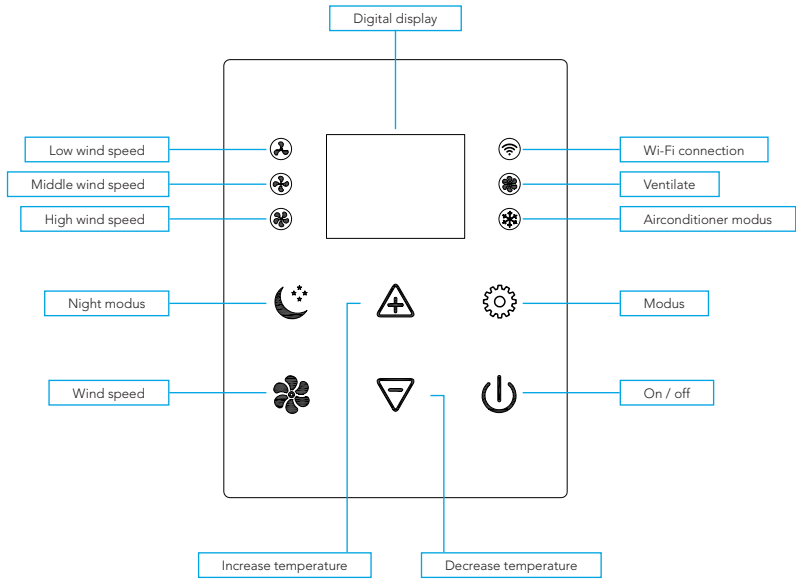 Digital display
Low wind speed
Wi-Fi connection
Middle wind speed
Ventilate
High wind speed
Airconditioner modus
Night modus
Modus
Wind speed
On / off
Increase temperature
Decrease temperature